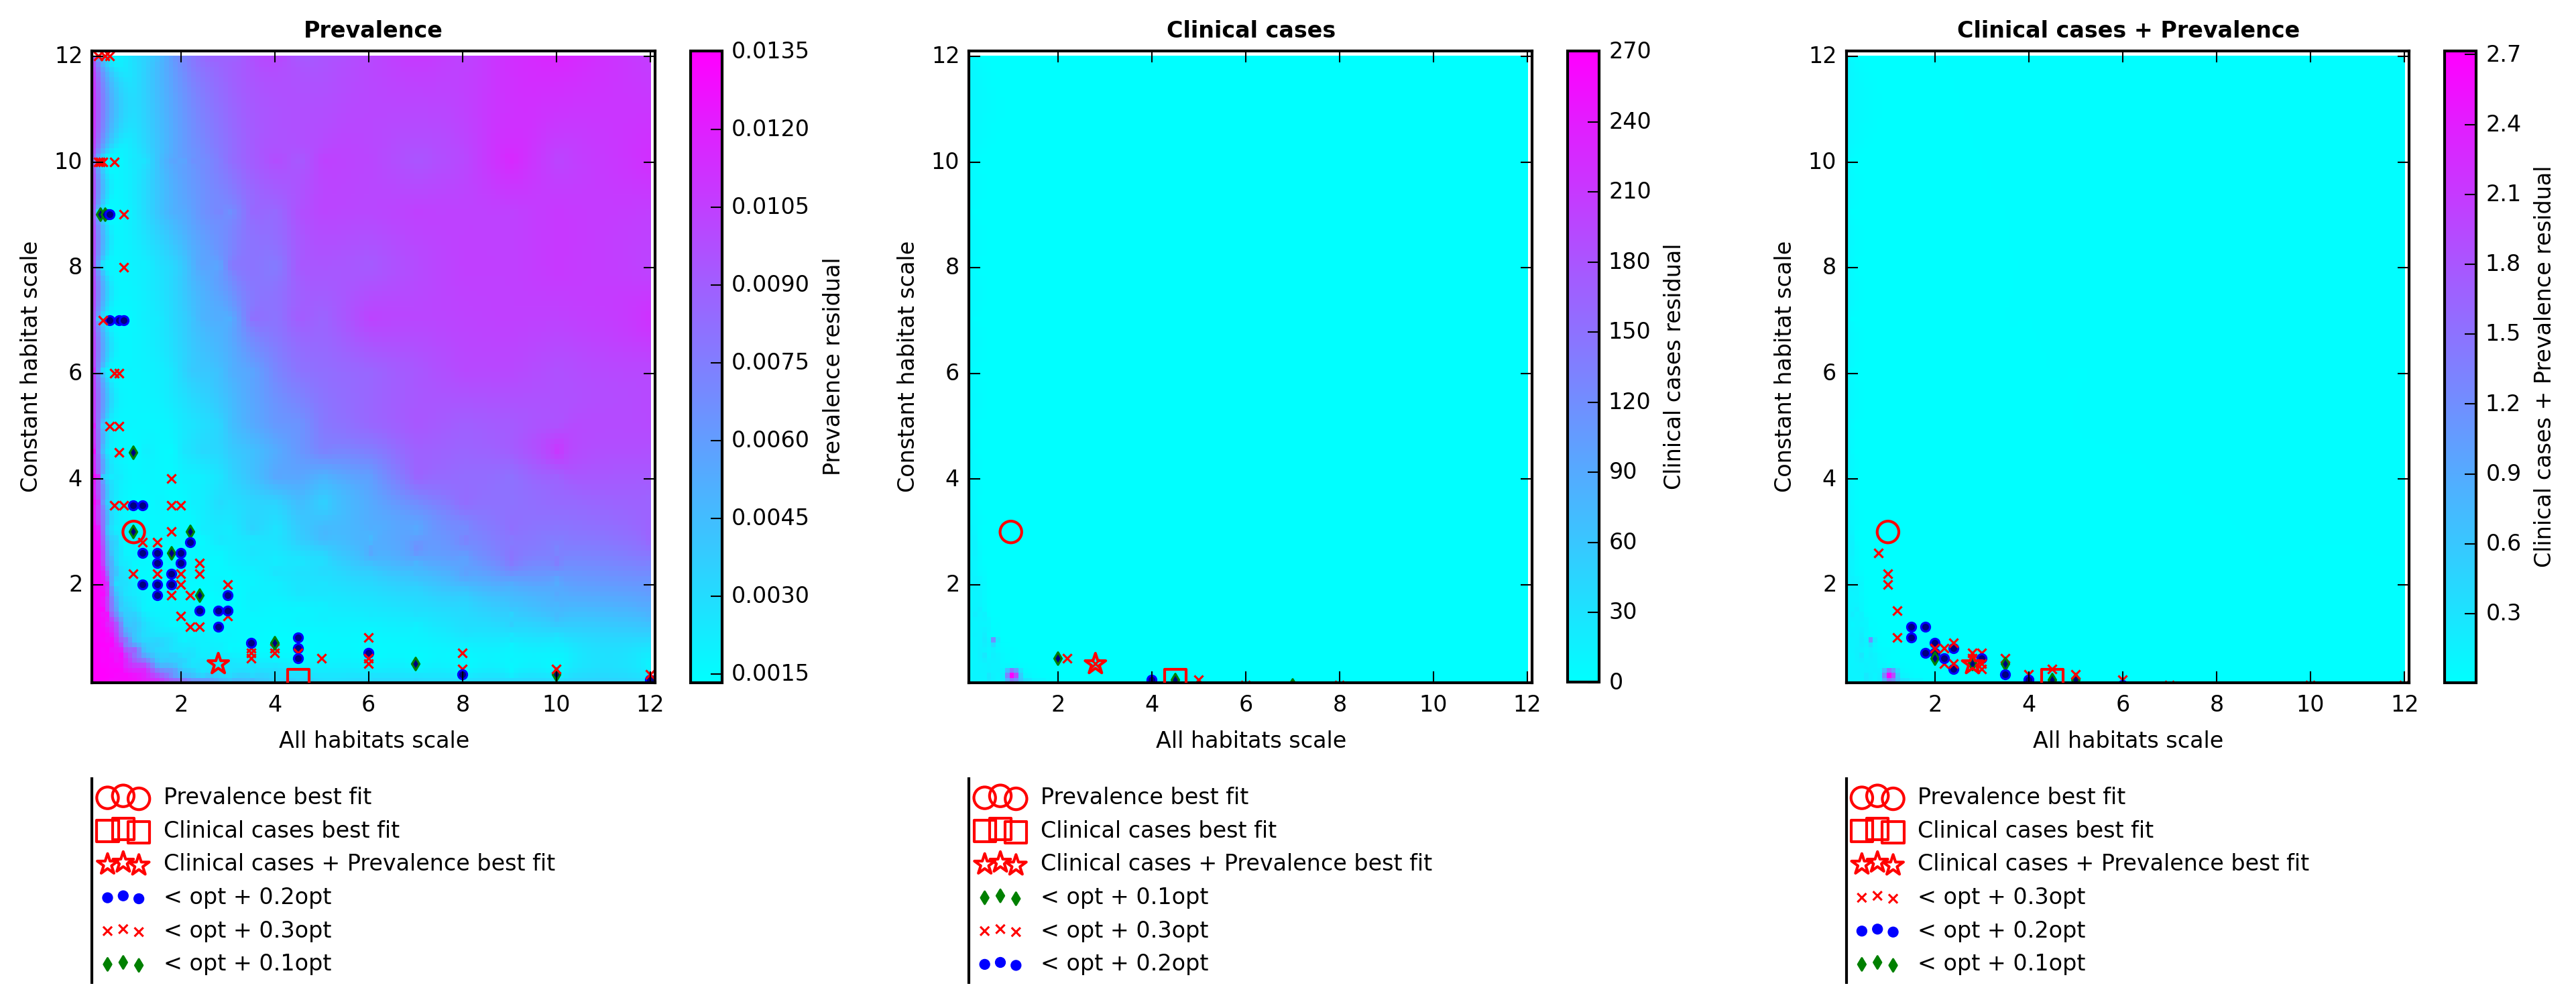 Prevalence
12
10
8
6
4
2
Constant habitat scale
2 4 6 8 10 12
All habitats scale
0.0135
0.0120
0.0105
0.0090
0.0075
0.0060
0.0045
0.0030
0.0015
Prevalence residual
Prevalence best fit
Clinical cases best fit
Clinical cases + Prevalence best fit
< opt + 0.2opt
< opt + 0.3opt
< opt + 0.1opt
Clinical cases
12
10
8
6
4
2
Constant habitat scale
2 4 6 8 10 12
All habitats scale
270
240
210
180
150
120
90
60
30
0
Clinical cases residual
Prevalence best fit
Clinical cases best fit
Clinical cases + Prevalence best fit
< opt + 0.1opt
< opt + 0.3opt
< opt + 0.2opt
Clinical cases + Prevalence
12
10
8
6
4
2
Constant habitat scale
2 4 6 8 10 12
All habitats scale
2.7
2.4
2.1
1.8
1.5
1.2
0.9
0.6
0.3
Clinical cases + Prevalence residual
Prevalence best fit
Clinical cases best fit
Clinical cases + Prevalence best fit
< opt + 0.3opt
< opt + 0.2opt
< opt + 0.1opt